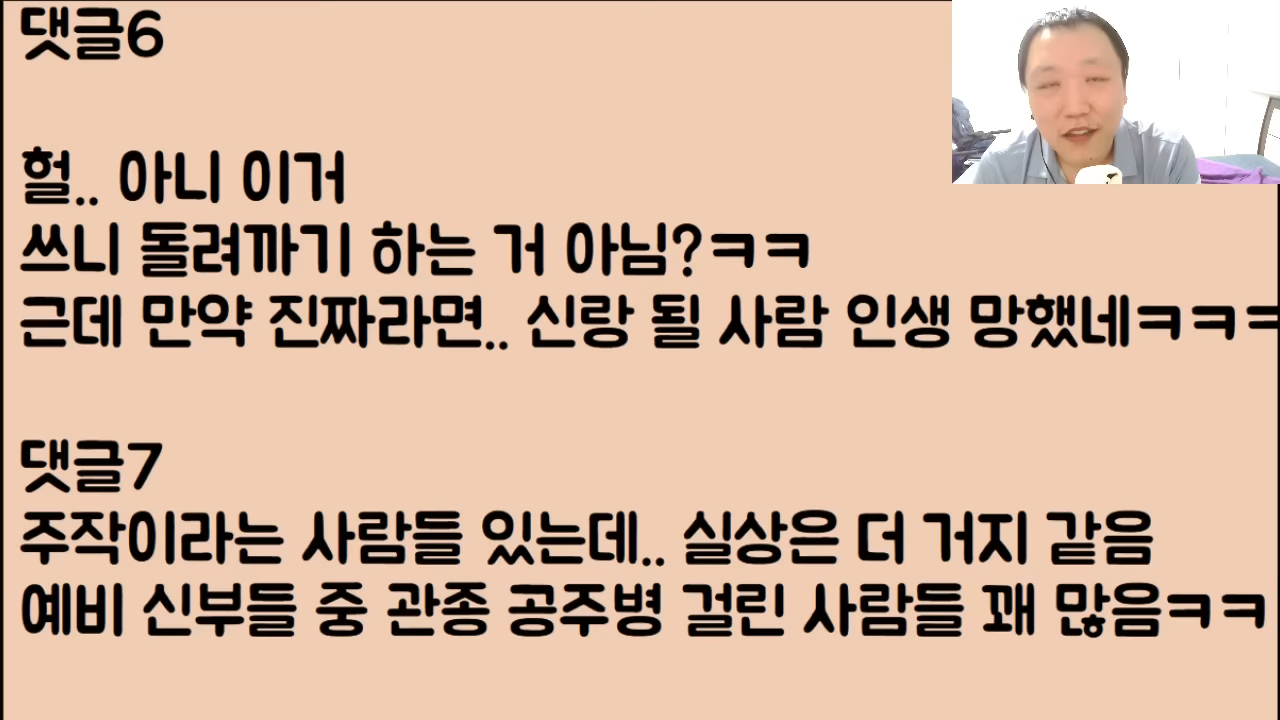 댓글6
헐.. 아니 이거
쓰니 돌려까기 하는 거 아님?ㅋㅋ
근데 만약 진짜라면.. 신랑 될 사람 인생 망했네ㅋㅋㅋ
댓글7
주작이라는 사람들 있는데.. 실상은 더 거지 같음
예비 신부들 중 관종 공주병 걸린 사람들 꽤 많음ㅋㅋ